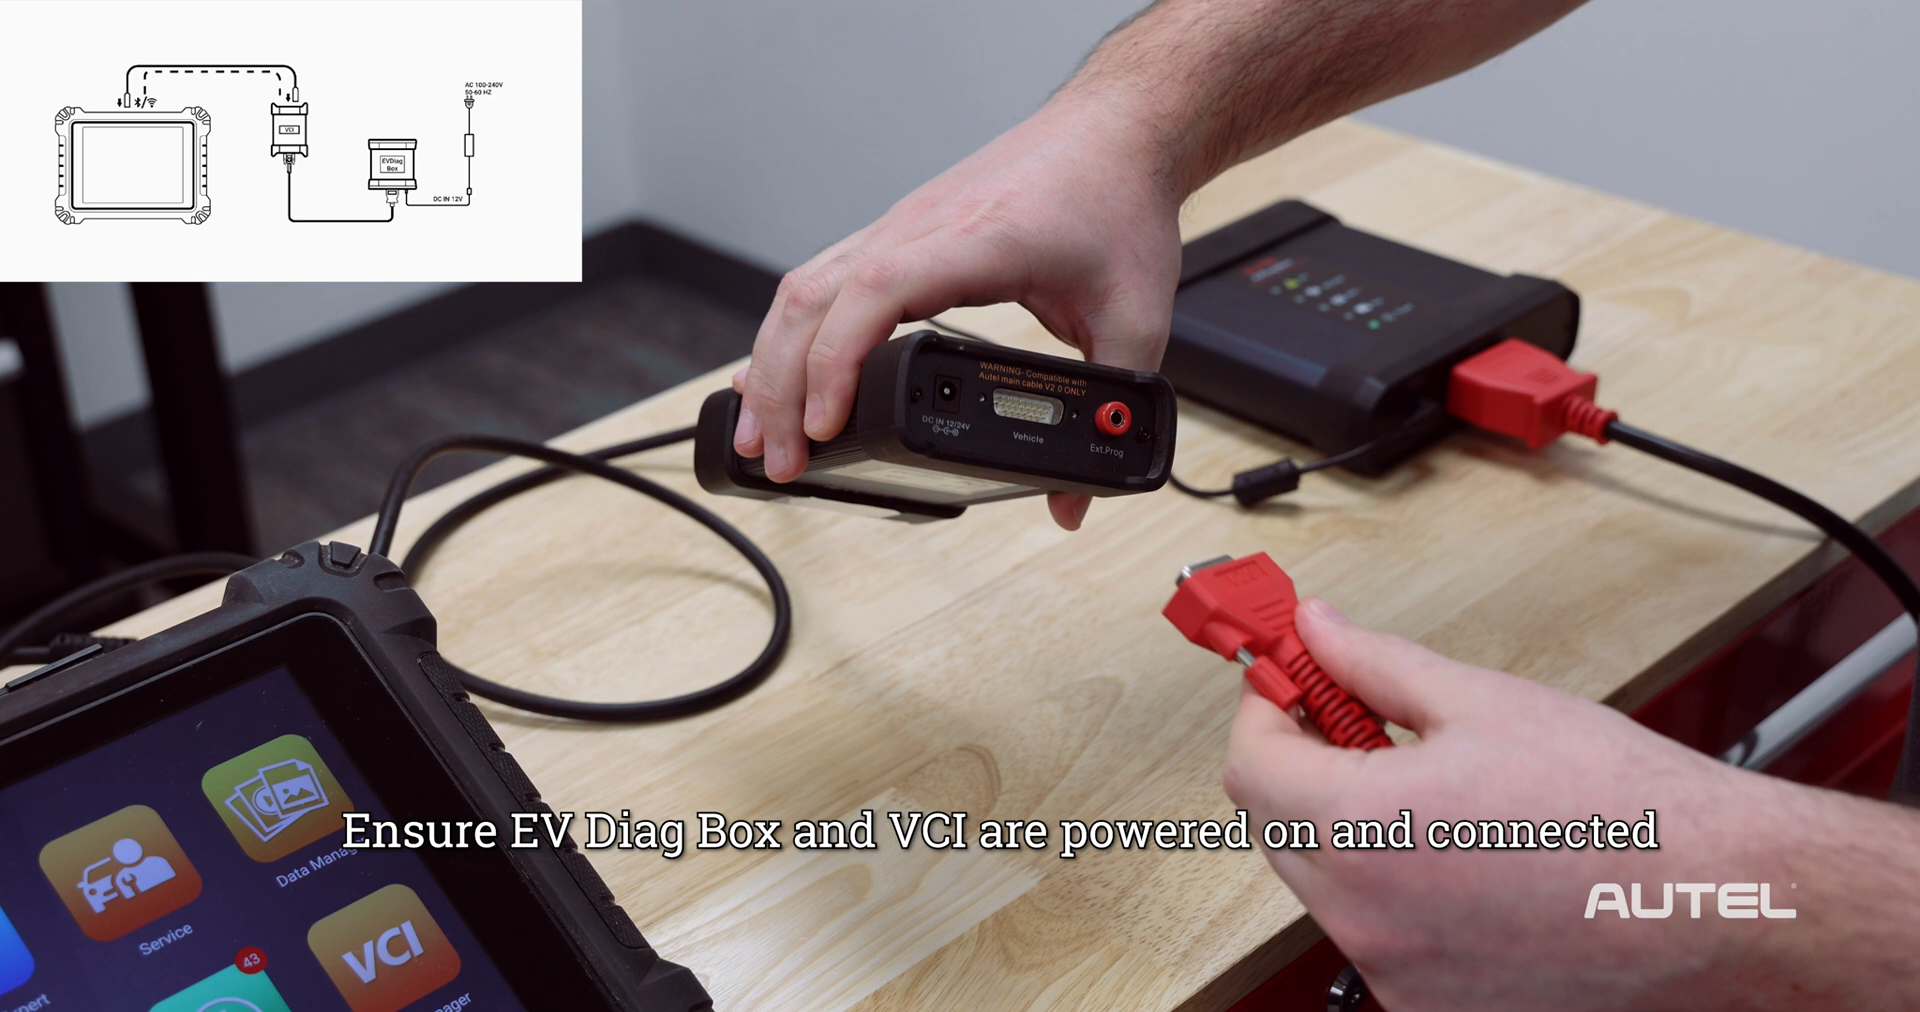 AC 100-240V
50-60 HZ
VCI
EVDiag
Box
DC IN 12V
WARNING- Compatible with
Autel main cable V2.0 ONLY
DC IN 12/24V
Vehicle
Ext.Prog
Data Mana
Service
VCI
43
Ensure EV Diag Box and VCI are powered on and connected
AUTEL